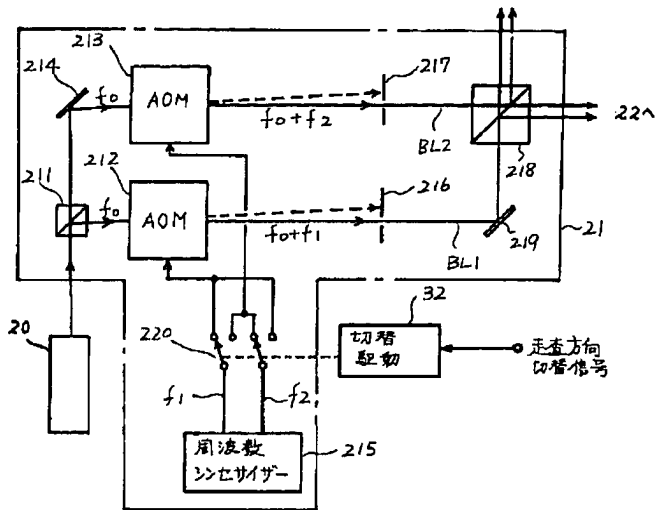 213
214
217
f0
AOM
f0+f2
22へ
BL2
218
212
211
f0
AOM
216
f0+f1
219
21
BL1
32
20
220
切替
駆動
走査方向
切替信号
f1
f2
周波数
シンセサイザー
215